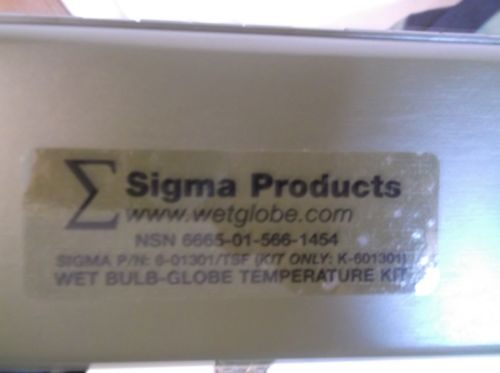 Σ Sigma Products
www.wetglobe.com
NSN 6665-01-566-1454
SIGMA P/N: 6-01301/TSF (KIT ONLY: K-601301)
WET BULB-GLOBE TEMPERATURE KIT